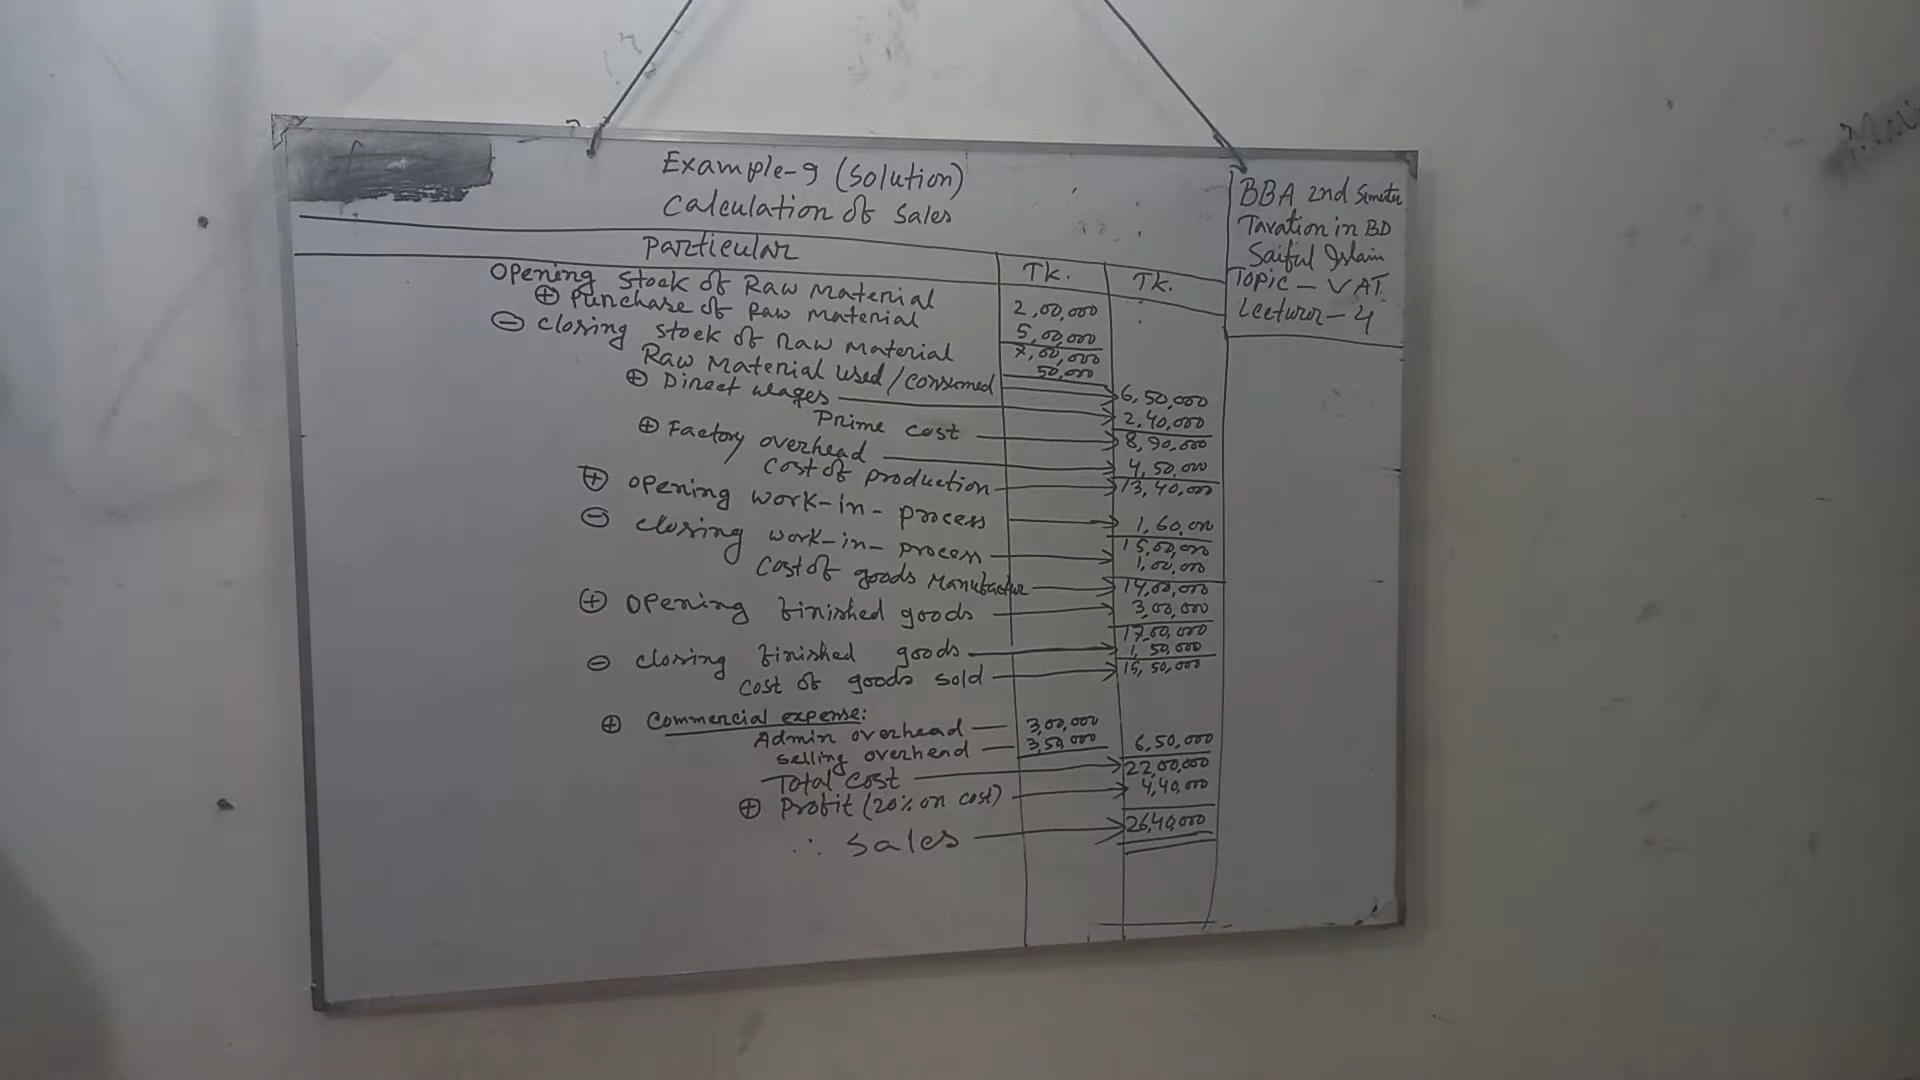 Example-9 (Solution)
Calculation of Sales
Particular Tk. Tk.
Opening Stock of Raw Material 2,00,000
⊕ Purchase of Raw Material 5,00,000
7,00,000
⊖ Closing Stock of Raw Material 50,000
Raw Material used/consumed 6,50,000
⊕ Direct wages 2,40,000
Prime cost 8,90,000
⊕ Factory overhead 4,50,000
Cost of production 13,40,000
⊕ Opening work-in-process 1,60,000
15,00,000
⊖ Closing work-in-process 1,00,000
Cost of goods Manufactur 14,00,000
⊕ Opening finished goods 3,00,000
17,00,000
⊖ Closing finished goods 1,50,000
Cost of goods sold 15,50,000
⊕ Commercial expense:
Admin overhead — 3,00,000
Selling overhead — 3,50,000 6,50,000
Total Cost 22,00,000
⊕ Profit (20% on cost) 4,40,000
∴ Sales 26,40,000
BBA 2nd Semester
Taxation in BD
Saiful Islam
Topic - VAT
Lecturer - 4